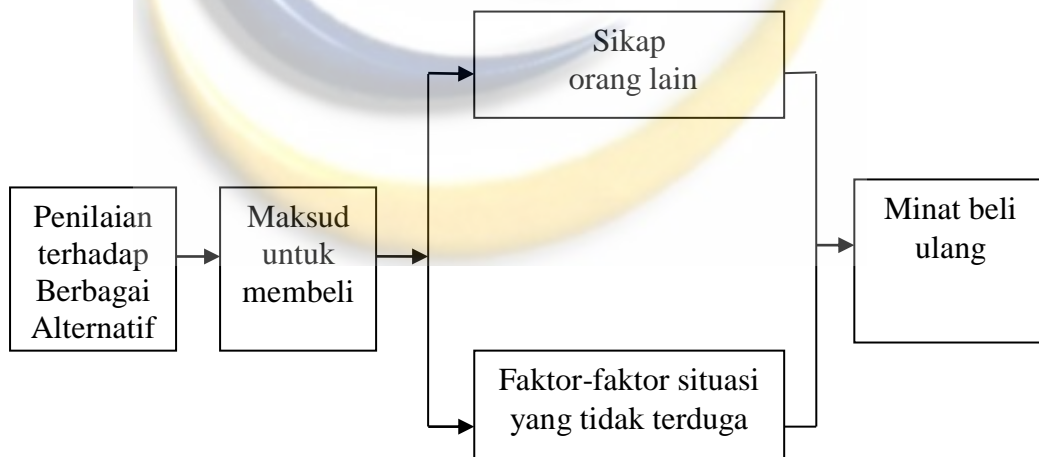 Penilaian
terhadap
Berbagai
Alternatif
Maksud
untuk
membeli
Sikap
orang lain
Faktor-faktor situasi
yang tidak terduga
Minat beli
ulang